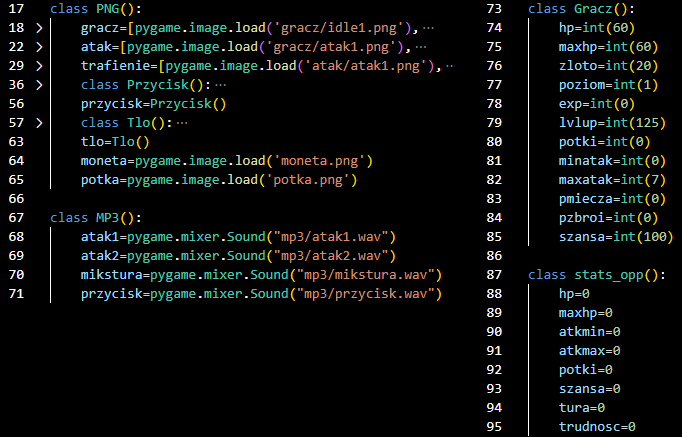 17 class PNG():
18 > gracz=[pygame.image.load('gracz/idle1.png'),⋯
22 > atak=[pygame.image.load('gracz/atak1.png'),⋯
29 > trafienie=[pygame.image.load('atak/atak1.png'),⋯
36 > class Przycisk():⋯
56 przycisk=Przycisk()
57 > class Tlo():⋯
63 tlo=Tlo()
64 moneta=pygame.image.load('moneta.png')
65 potka=pygame.image.load('potka.png')
66
67 class MP3():
68 atak1=pygame.mixer.Sound("mp3/atak1.wav")
69 atak2=pygame.mixer.Sound("mp3/atak2.wav")
70 mikstura=pygame.mixer.Sound("mp3/mikstura.wav")
71 przycisk=pygame.mixer.Sound("mp3/przycisk.wav")
73 class Gracz():
74 hp=int(60)
75 maxhp=int(60)
76 zloto=int(20)
77 poziom=int(1)
78 exp=int(0)
79 lvlup=int(125)
80 potki=int(0)
81 minatak=int(0)
82 maxatak=int(7)
83 pmiecza=int(0)
84 pzbroi=int(0)
85 szansa=int(100)
86
87 class stats_opp():
88 hp=0
89 maxhp=0
90 atkmin=0
91 atkmax=0
92 potki=0
93 szansa=0
94 tura=0
95 trudnosc=0